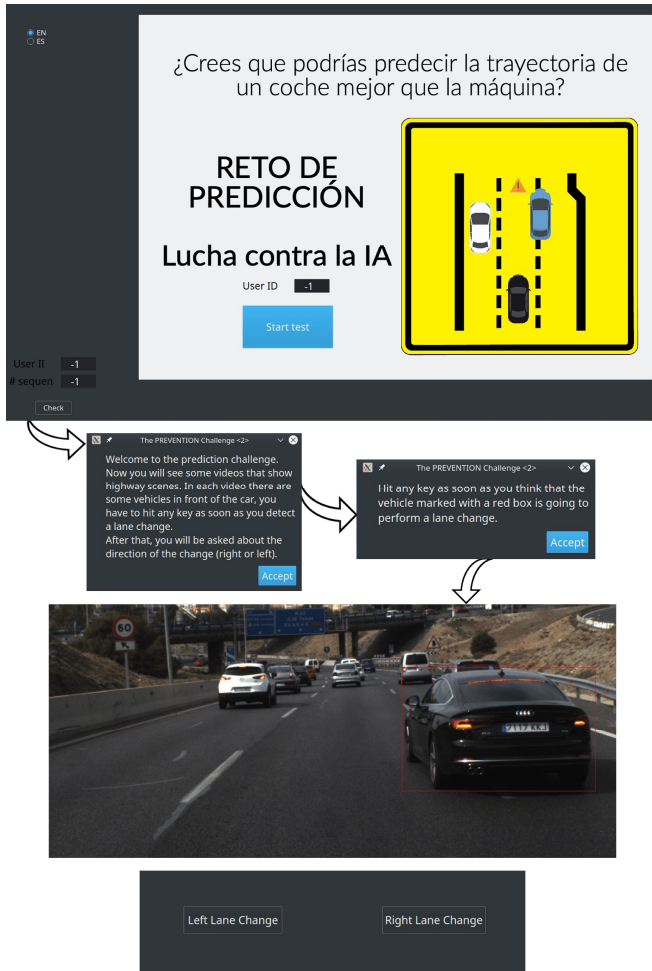 EN
ES
¿Crees que podrías predecir la trayectoria de
un coche mejor que la máquina?
RETO DE
PREDICCIÓN
Lucha contra la IA
User ID -1
Start test
User II -1
# sequen -1
Check
The PREVENTION Challenge <2>
Welcome to the prediction challenge.
Now you will see some videos that show
highway scenes. In each video there are
some vehicles in front of the car, you
have to hit any key as soon as you detect
a lane change.
After that, you will be asked about the
direction of the change (right or left).
Accept
The PREVENTION Challenge <2>
Hit any key as soon as you think that the
vehicle marked with a red box is going to
perform a lane change.
Accept
60
Left Lane Change
Right Lane Change